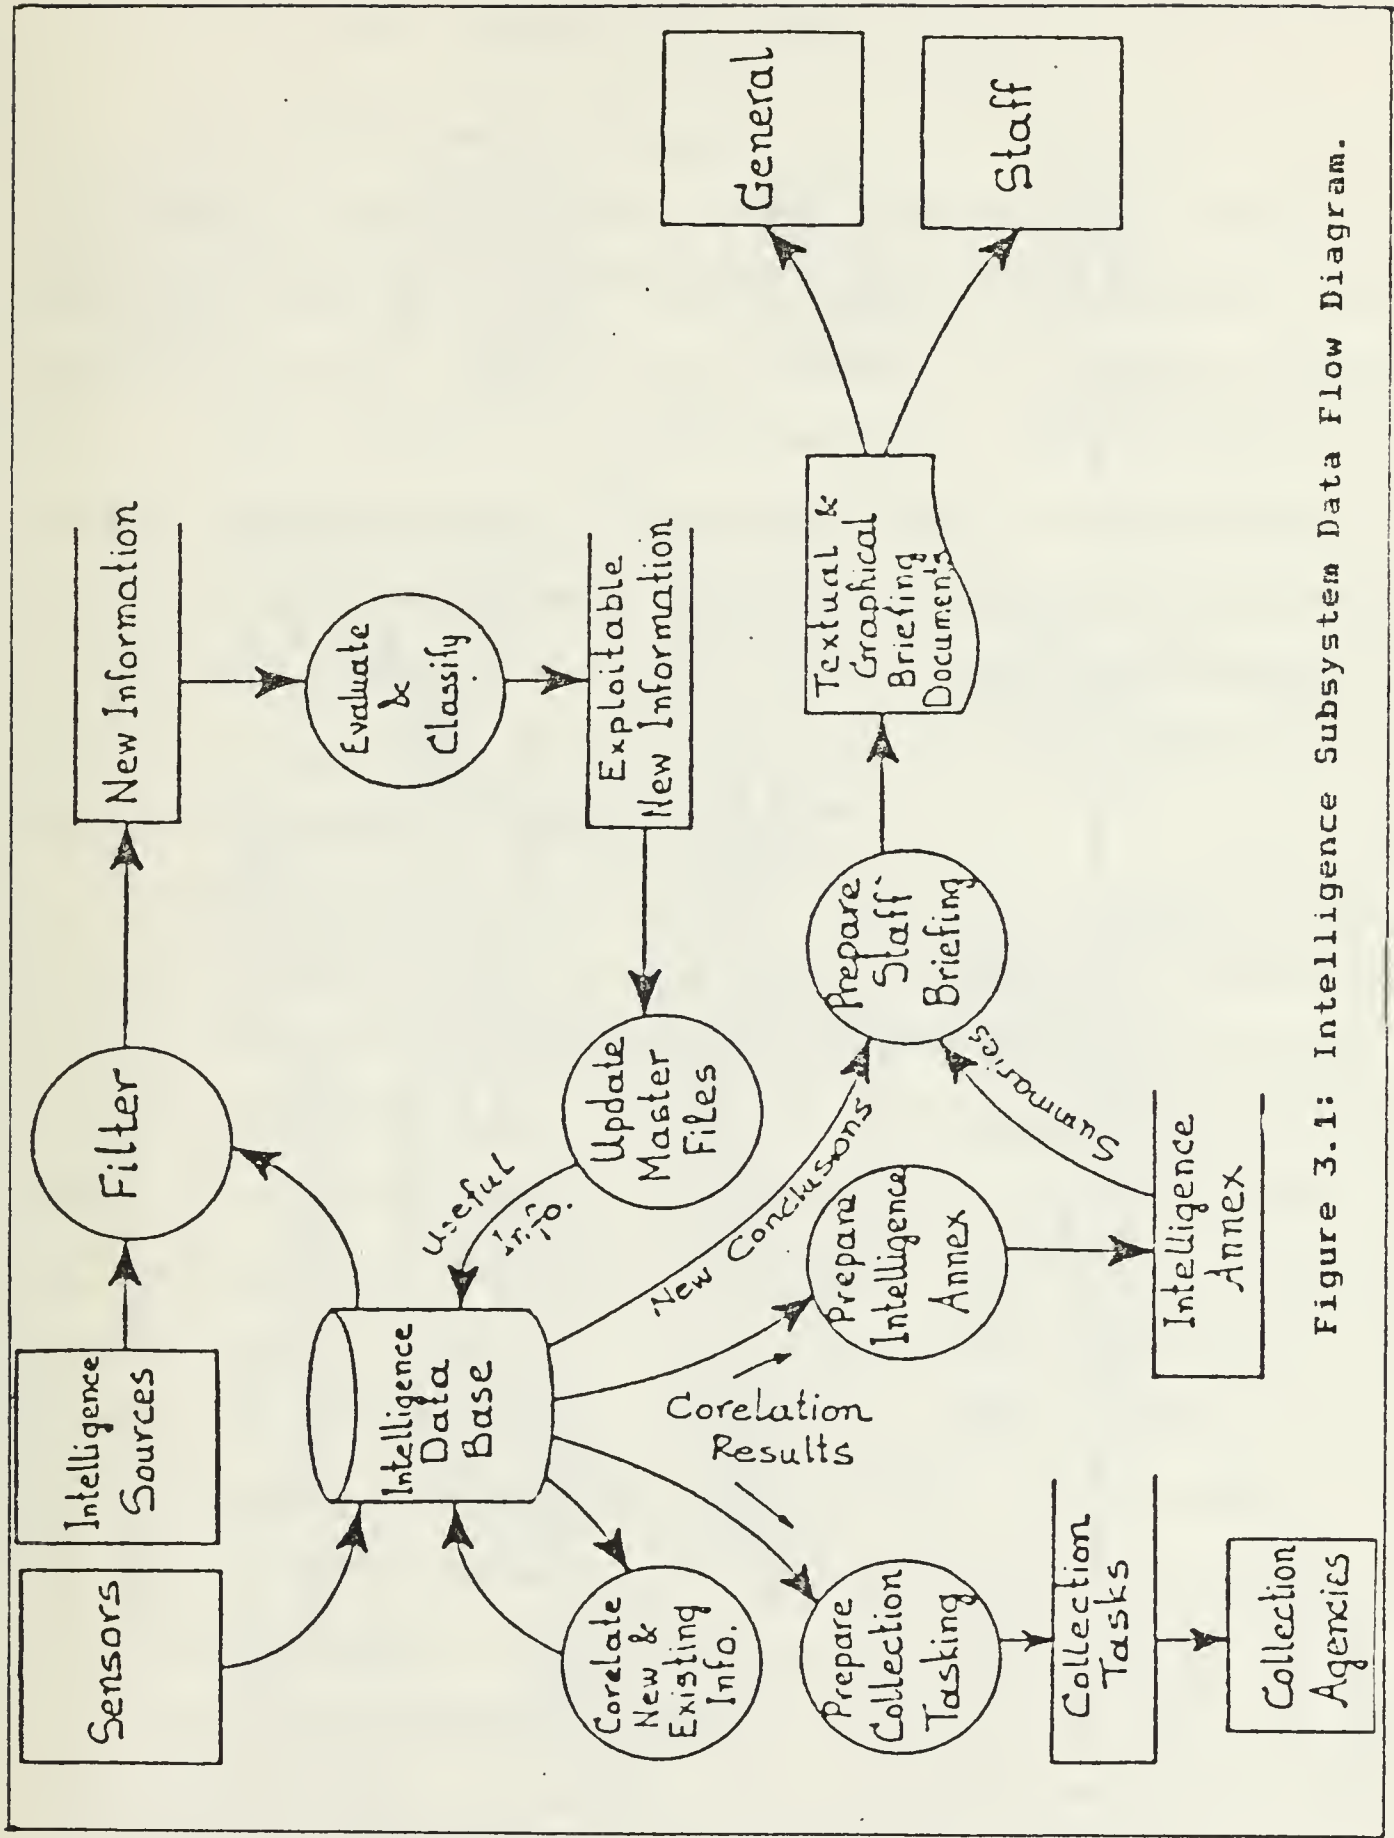 Sensors
Intelligence
Sources
Filter
New Information
Evaluate
&
Classify
Exploitable
New Information
Update
Master
Files
Useful
Info.
Intelligence
Data
Base
Corelate
New &
Existing
Info.
New Conclusions
Corelation
Results
Prepare
Collection
Tasking
Collection
Tasks
Collection
Agencies
Prepare
Intelligence
Annex
Intelligence
Annex
Summaries
Prepare
Staff
Briefing
Textual &
Graphical
Briefing
Documen's
General
Staff
Figure 3.1: Intelligence Subsystem Data Flow Diagram.